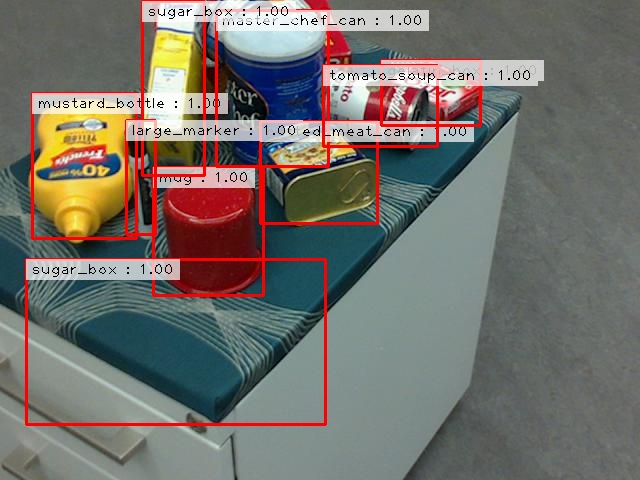 sugar_box : 1.00
master_chef_can : 1.00
tomato_soup_can : 1.00
mustard_bottle : 1.00
large_marker : 1.00
ed_meat_can : 1.00
mug : 1.00
French's
40%
sugar_box : 1.00